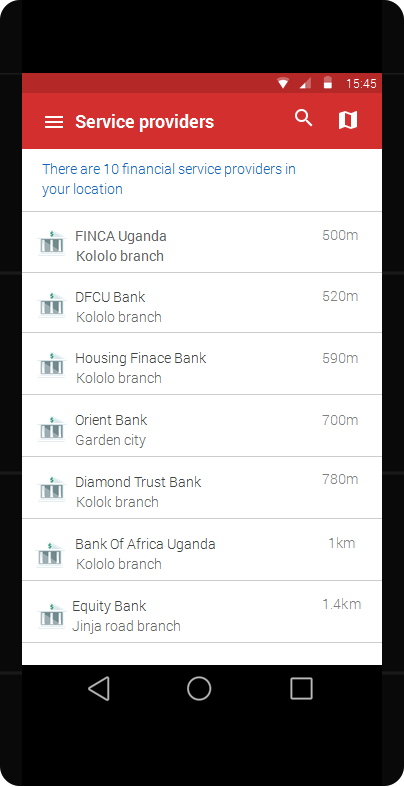 15:45
Service providers
There are 10 financial service providers in
your location
FINCA Uganda 500m
Kololo branch
DFCU Bank 520m
Kololo branch
Housing Finace Bank 590m
Kololo branch
Orient Bank 700m
Garden city
Diamond Trust Bank 780m
Kololo branch
Bank Of Africa Uganda 1km
Kololo branch
Equity Bank 1.4km
Jinja road branch